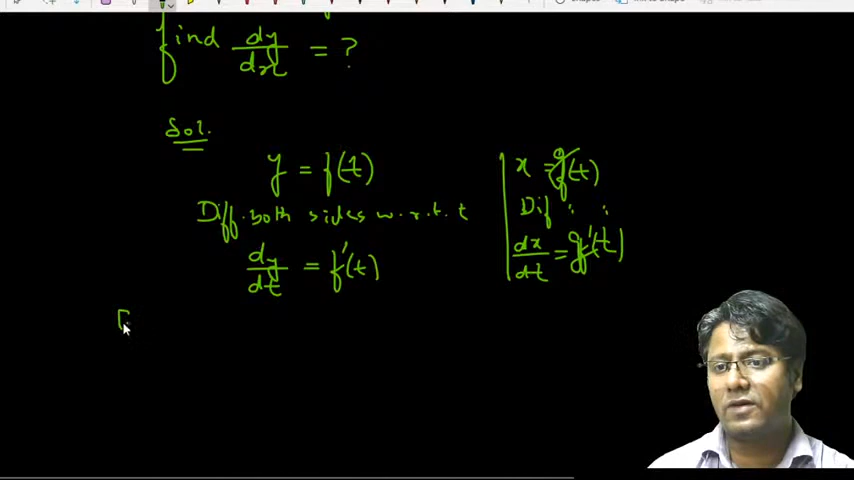 find dy/dx = ?
Sol.
y = f(t)
Diff. both sides w.r.t. t
dy/dt = f'(t)
x = g(t)
Dif : :
dx/dt = g'(t)